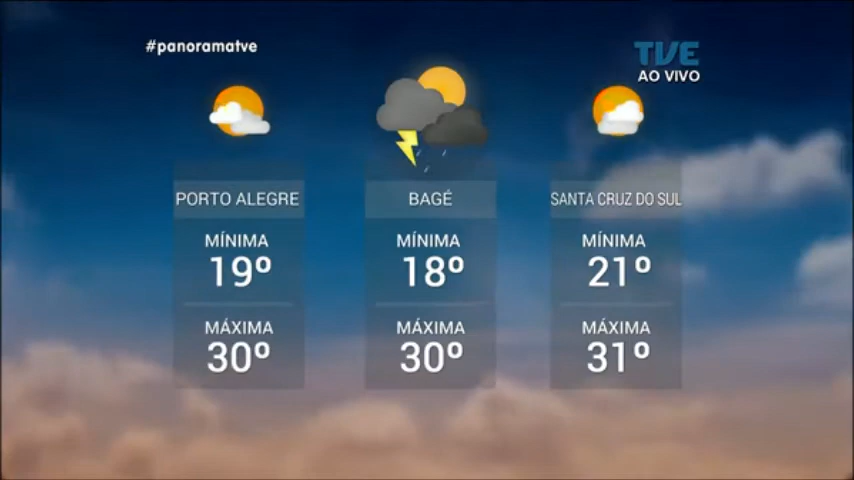 #panoramatve
TVE
AO VIVO
PORTO ALEGRE
MÍNIMA
19º
MÁXIMA
30º
BAGÉ
MÍNIMA
18º
MÁXIMA
30º
SANTA CRUZ DO SUL
MÍNIMA
21º
MÁXIMA
31º